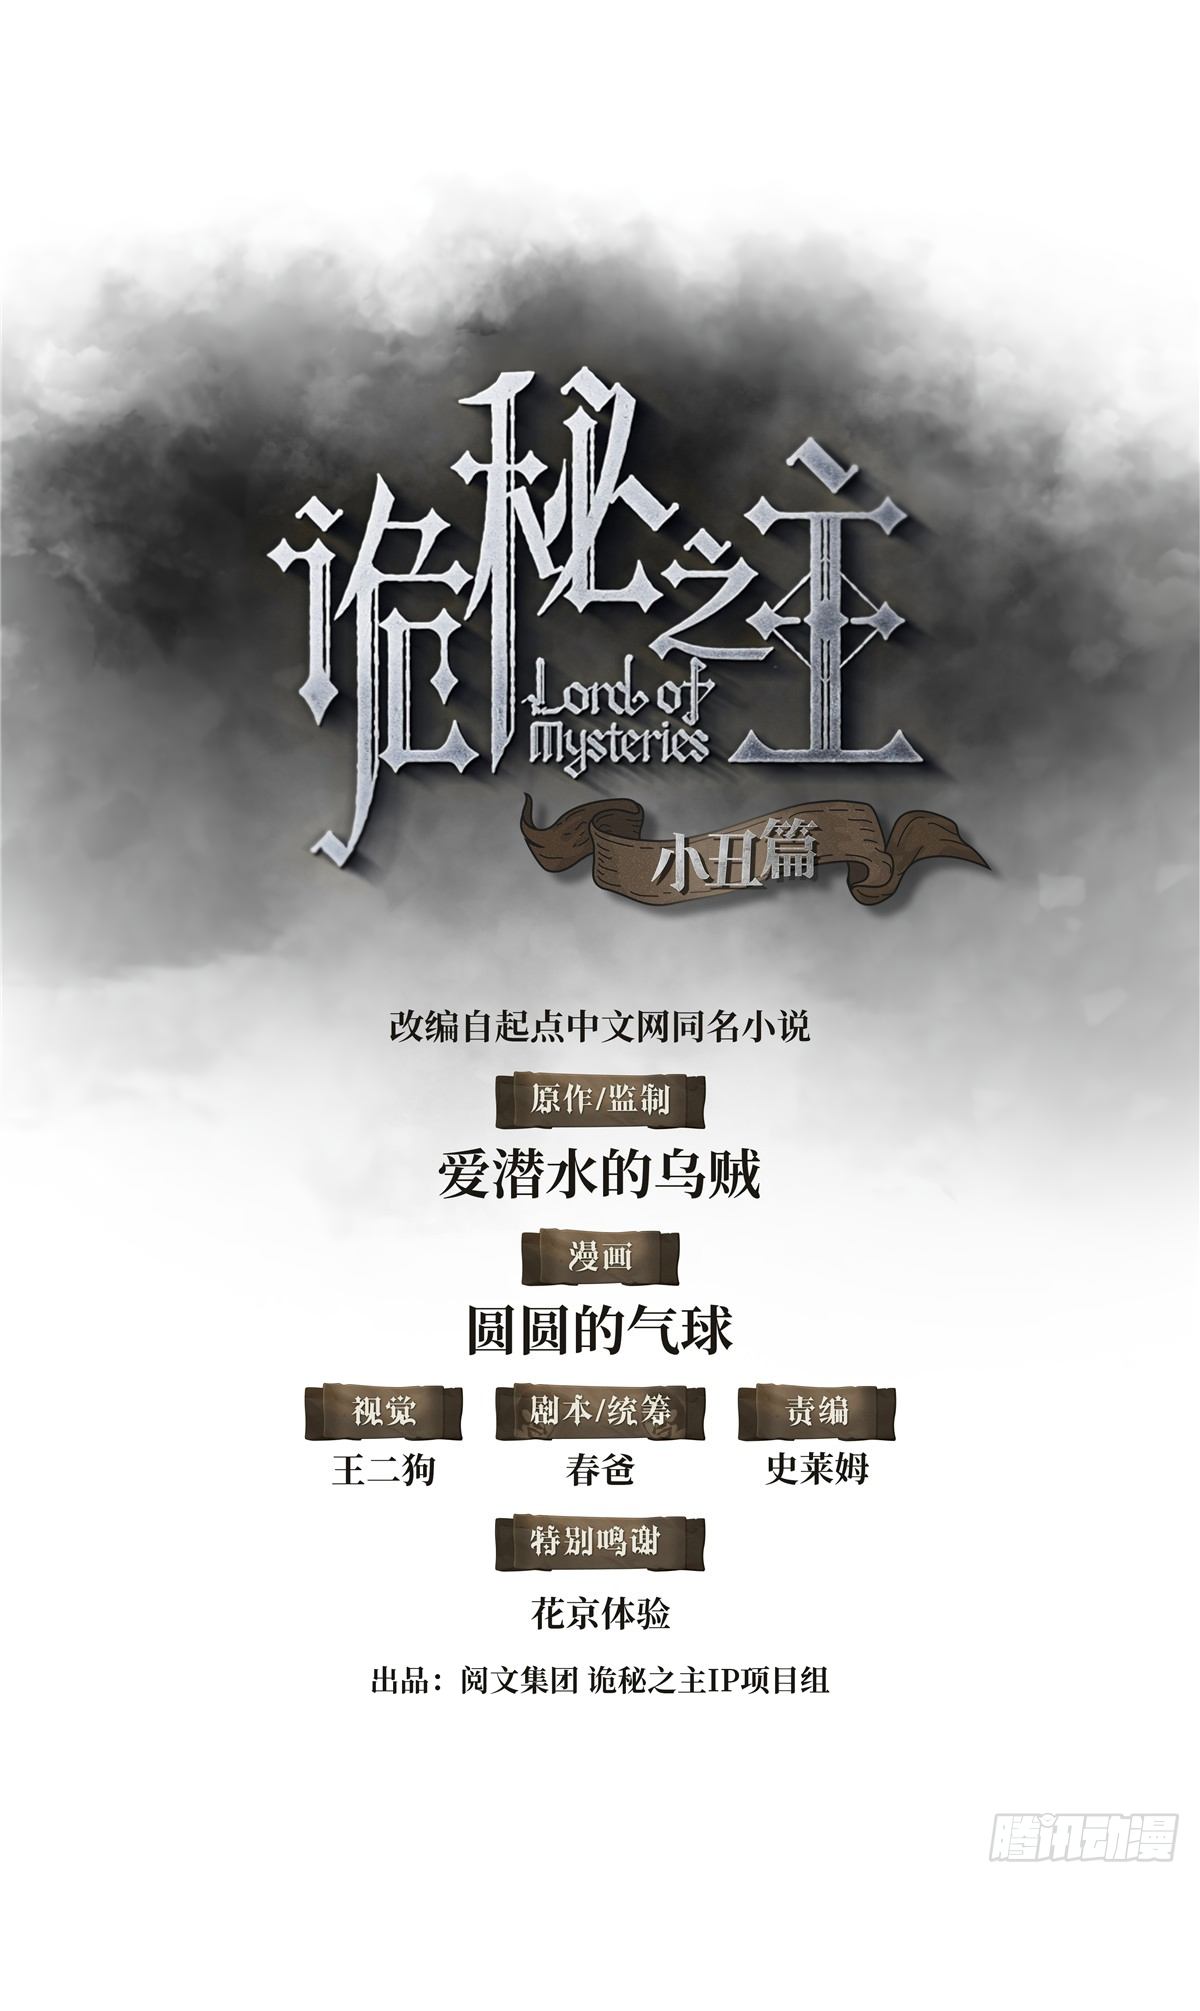 诡秘之主
Lord of
Mysteries
小丑篇
改编自起点中文网同名小说
原作/监制
爱潜水的乌贼
漫画
圆圆的气球
视觉 剧本/统筹 责编
王二狗 春爸 史莱姆
特别鸣谢
花京体验
出品：阅文集团 诡秘之主IP项目组
腾讯动漫